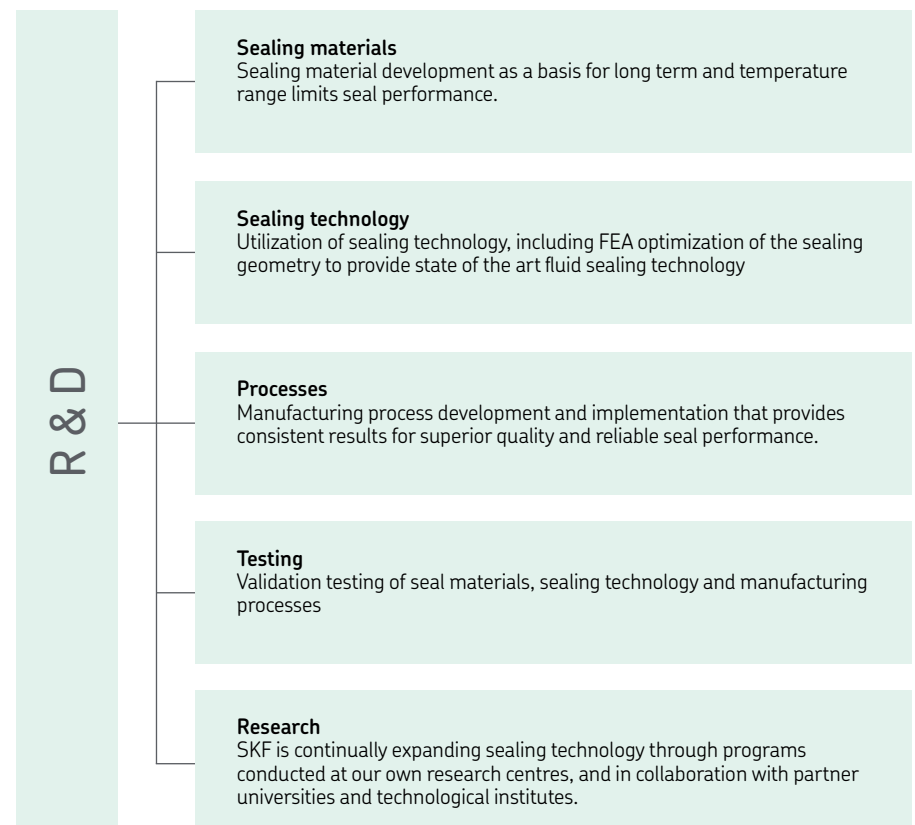 R & D
Sealing materials
Sealing material development as a basis for long term and temperature
range limits seal performance.
Sealing technology
Utilization of sealing technology, including FEA optimization of the sealing
geometry to provide state of the art fluid sealing technology
Processes
Manufacturing process development and implementation that provides
consistent results for superior quality and reliable seal performance.
Testing
Validation testing of seal materials, sealing technology and manufacturing
processes
Research
SKF is continually expanding sealing technology through programs
conducted at our own research centres, and in collaboration with partner
universities and technological institutes.